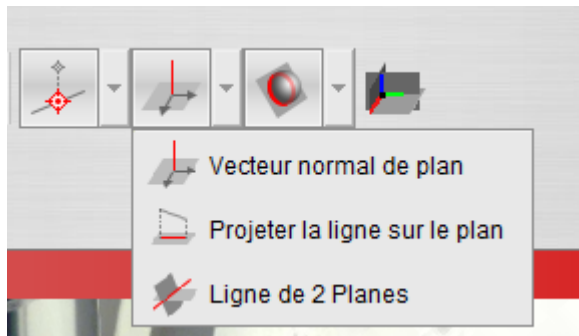 Vecteur normal de plan
Projeter la ligne sur le plan
Ligne de 2 Planes